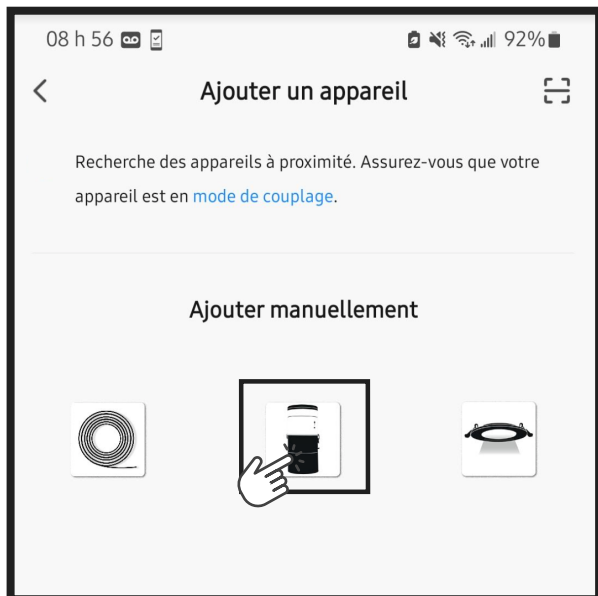 08 h 56
92%
Ajouter un appareil
Recherche des appareils à proximité. Assurez-vous que votre
appareil est en mode de couplage.
Ajouter manuellement